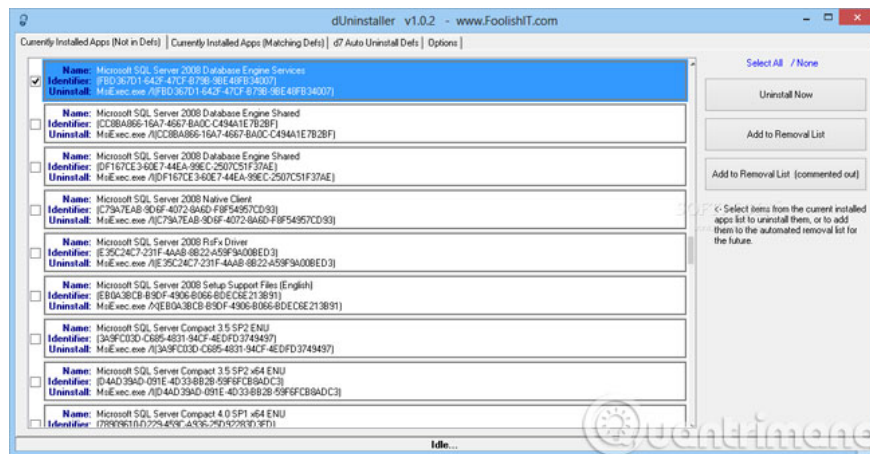 dUninstaller v1.0.2 - www.FoolishIT.com
Currently Installed Apps (Not in Defs) | Currently Installed Apps (Matching Defs) | d7 Auto Uninstall Defs | Options |
Name: Microsoft SQL Server 2008 Database Engine Services
Identifier: {FBD367D1-642F-47CF-B79B-9BE48FB34007}
Uninstall: MsiExec.exe /I{FBD367D1-642F-47CF-B79B-9BE48FB34007}
Name: Microsoft SQL Server 2008 Database Engine Shared
Identifier: {CC8BA866-16A7-4667-BA0C-C494A1E7B2BF}
Uninstall: MsiExec.exe /I{CC8BA866-16A7-4667-BA0C-C494A1E7B2BF}
Name: Microsoft SQL Server 2008 Database Engine Shared
Identifier: {DF167CE3-60E7-44EA-99EC-2507C51F37AE}
Uninstall: MsiExec.exe /I{DF167CE3-60E7-44EA-99EC-2507C51F37AE}
Name: Microsoft SQL Server 2008 Native Client
Identifier: {C79A7EAB-9D6F-4072-8A6D-F8F54957CD93}
Uninstall: MsiExec.exe /I{C79A7EAB-9D6F-4072-8A6D-F8F54957CD93}
Name: Microsoft SQL Server 2008 RsFx Driver
Identifier: {E35C24C7-231F-4AAB-8B22-A59F9A00BED3}
Uninstall: MsiExec.exe /I{E35C24C7-231F-4AAB-8B22-A59F9A00BED3}
Name: Microsoft SQL Server 2008 Setup Support Files (English)
Identifier: {EB0A3BCB-B9DF-4906-B066-BDEC6E213B91}
Uninstall: MsiExec.exe /X{EB0A3BCB-B9DF-4906-B066-BDEC6E213B91}
Name: Microsoft SQL Server Compact 3.5 SP2 ENU
Identifier: {3A9FC03D-C685-4831-94CF-4EDFD3749497}
Uninstall: MsiExec.exe /I{3A9FC03D-C685-4831-94CF-4EDFD3749497}
Name: Microsoft SQL Server Compact 3.5 SP2 x64 ENU
Identifier: {D4AD39AD-091E-4D33-BB2B-59F6FCB8ADC3}
Uninstall: MsiExec.exe /I{D4AD39AD-091E-4D33-BB2B-59F6FCB8ADC3}
Name: Microsoft SQL Server Compact 4.0 SP1 x64 ENU
Identifier: {78909610-D229-459C-A936-25D92283D3FD}
Select All / None
Uninstall Now
Add to Removal List
Add to Removal List (commented out)
<- Select items from the current installed
apps list to uninstall them, or to add
them to the automated removal list for
the future.
Idle...
Quantrimang